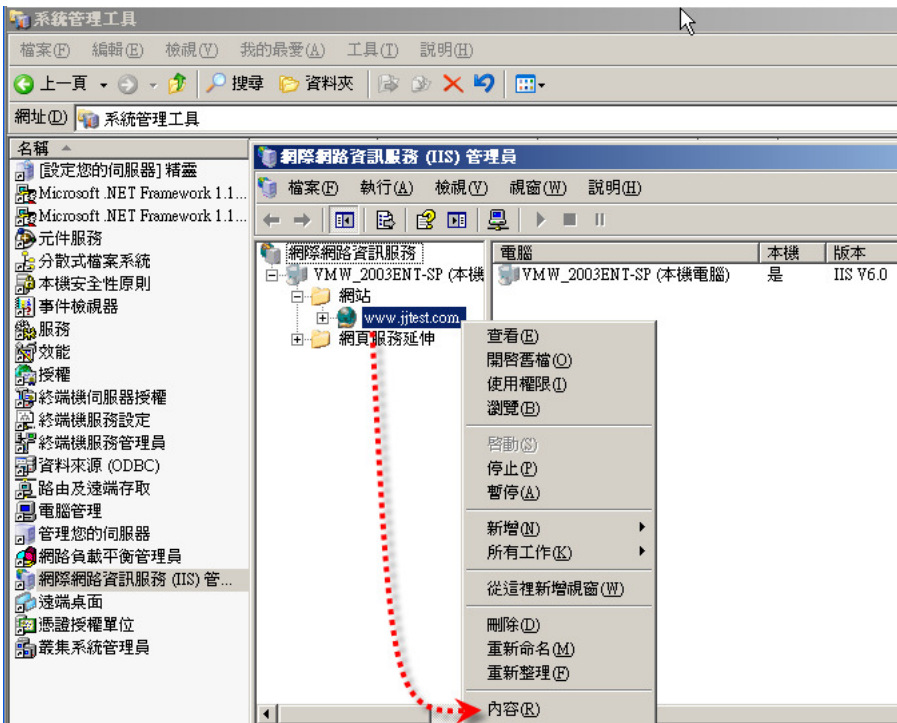 系統管理工具
檔案(F) 編輯(E) 檢視(V) 我的最愛(A) 工具(T) 說明(H)
上一頁 搜尋 資料夾
網址(D) 系統管理工具
名稱
[設定您的伺服器] 精靈
Microsoft .NET Framework 1.1...
Microsoft .NET Framework 1.1...
元件服務
分散式檔案系統
本機安全性原則
事件檢視器
服務
效能
授權
終端機伺服器授權
終端機服務設定
終端機服務管理員
資料來源 (ODBC)
路由及遠端存取
電腦管理
管理您的伺服器
網路負載平衡管理員
網際網路資訊服務 (IIS) 管...
遠端桌面
憑證授權單位
叢集系統管理員
網際網路資訊服務 (IIS) 管理員
檔案(F) 執行(A) 檢視(V) 視窗(W) 說明(H)
網際網路資訊服務
VMW_2003ENT-SP (本機
網站
www.jjtest.com
網頁服務延伸
電腦 本機 版本
VMW_2003ENT-SP (本機電腦) 是 IIS V6.0
查看(E)
開啓舊檔(O)
使用權限(I)
瀏覽(B)
啓動(S)
停止(P)
暫停(A)
新增(N)
所有工作(K)
從這裡新增視窗(W)
刪除(D)
重新命名(M)
重新整理(F)
內容(R)